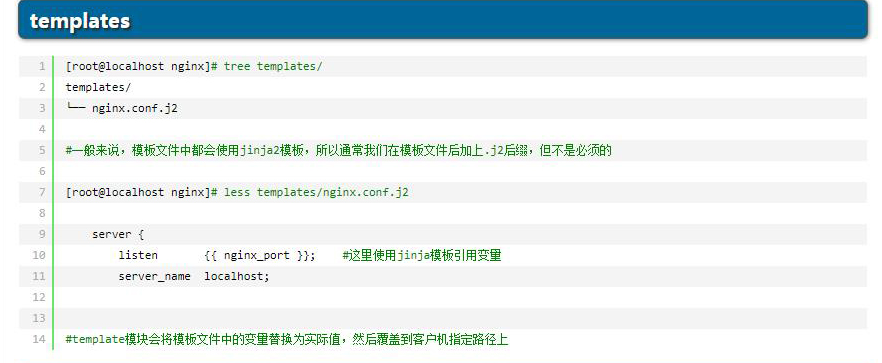 templates
1 [root@localhost nginx]# tree templates/
2 templates/
3 └── nginx.conf.j2
4
5 #一般来说，模板文件中都会使用jinja2模板，所以通常我们在模板文件后加上.j2后缀，但不是必须的
6
7 [root@localhost nginx]# less templates/nginx.conf.j2
8
9 server {
10 listen {{ nginx_port }}; #这里使用jinja模板引用变量
11 server_name localhost;
12
13
14 #template模块会将模板文件中的变量替换为实际值，然后覆盖到客户机指定路径上